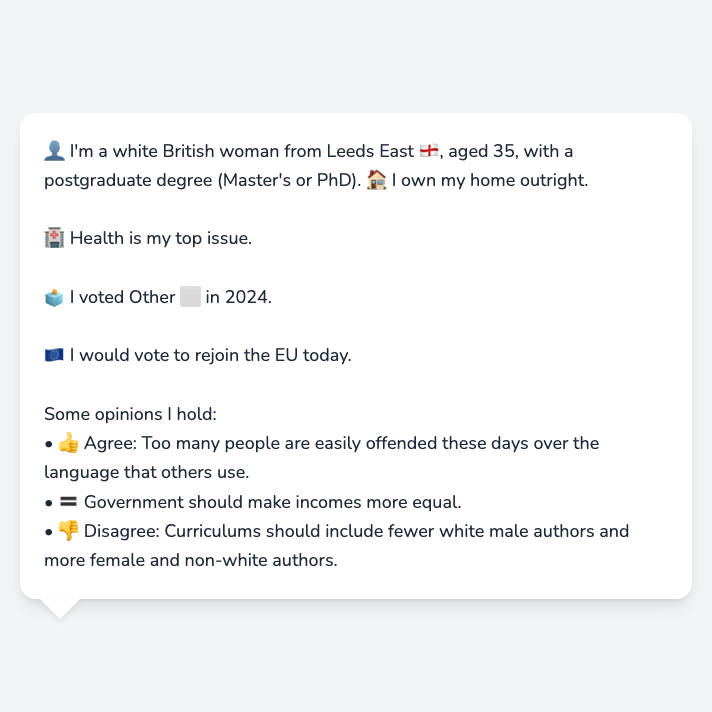 👤 I'm a white British woman from Leeds East 🏴󠁧󠁢󠁥󠁮󠁧󠁿, aged 35, with a
postgraduate degree (Master's or PhD). 🏠 I own my home outright.
🏥 Health is my top issue.
🗳️ I voted Other ⬜ in 2024.
🇪🇺 I would vote to rejoin the EU today.
Some opinions I hold:
• 👍 Agree: Too many people are easily offended these days over the
language that others use.
• 🟰 Government should make incomes more equal.
• 👎 Disagree: Curriculums should include fewer white male authors and
more female and non-white authors.